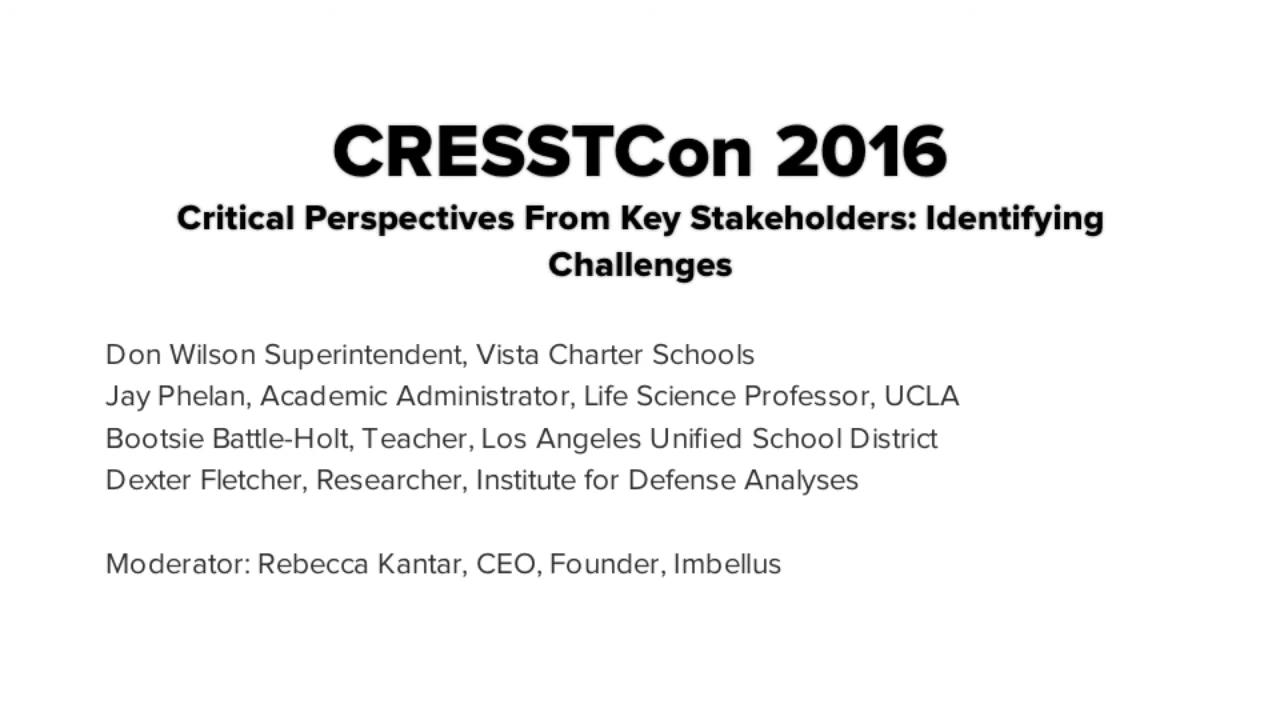 CRESSTCon 2016
Critical Perspectives From Key Stakeholders: Identifying
Challenges
Don Wilson Superintendent, Vista Charter Schools
Jay Phelan, Academic Administrator, Life Science Professor, UCLA
Bootsie Battle-Holt, Teacher, Los Angeles Unified School District
Dexter Fletcher, Researcher, Institute for Defense Analyses
Moderator: Rebecca Kantar, CEO, Founder, Imbellus